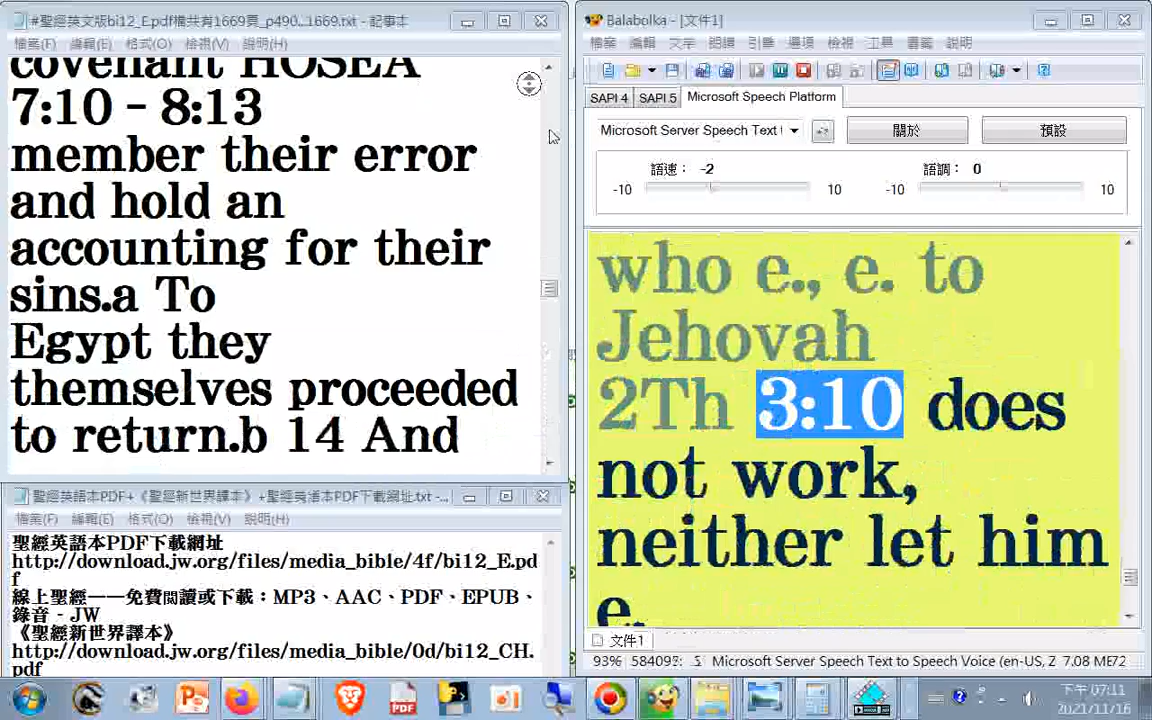 #聖經英文版bi12_E.pdf檔共有1669頁_p490...1669.txt - 記事本
檔案(F) 編輯(E) 格式(O) 檢視(V) 說明(H)
covenant HOSEA
7:10 – 8:13
member their error
and hold an
accounting for their
sins.a To
Egypt they
themselves proceeded
to return.b 14 And
聖經英語本PDF+《聖經新世界譯本》+聖經英語本PDF下載網址.txt - ...
檔案(F) 編輯(E) 格式(O) 檢視(V) 說明(H)
聖經英語本PDF下載網址
http://download.jw.org/files/media_bible/4f/bi12_E.pd
f
線上聖經——免費閱讀或下載：MP3、AAC、PDF、EPUB、
錄音 - JW
《聖經新世界譯本》
http://download.jw.org/files/media_bible/0d/bi12_CH.
pdf
Balabolka - [文件1]
檔案 編輯 文字 朗讀 引擎 選項 檢視 工具 書籤 說明
SAPI 4 SAPI 5 Microsoft Speech Platform
Microsoft Server Speech Text 關於 預設
語速： -2 語調： 0
-10 10 -10 10
who e., e. to
Jehovah
2Th 3:10 does
not work,
neither let him
e.
文件1
93% Microsoft Server Speech Text to Speech Voice (en-US, Z 7.08 ME
下午 07:11
2021/11/16